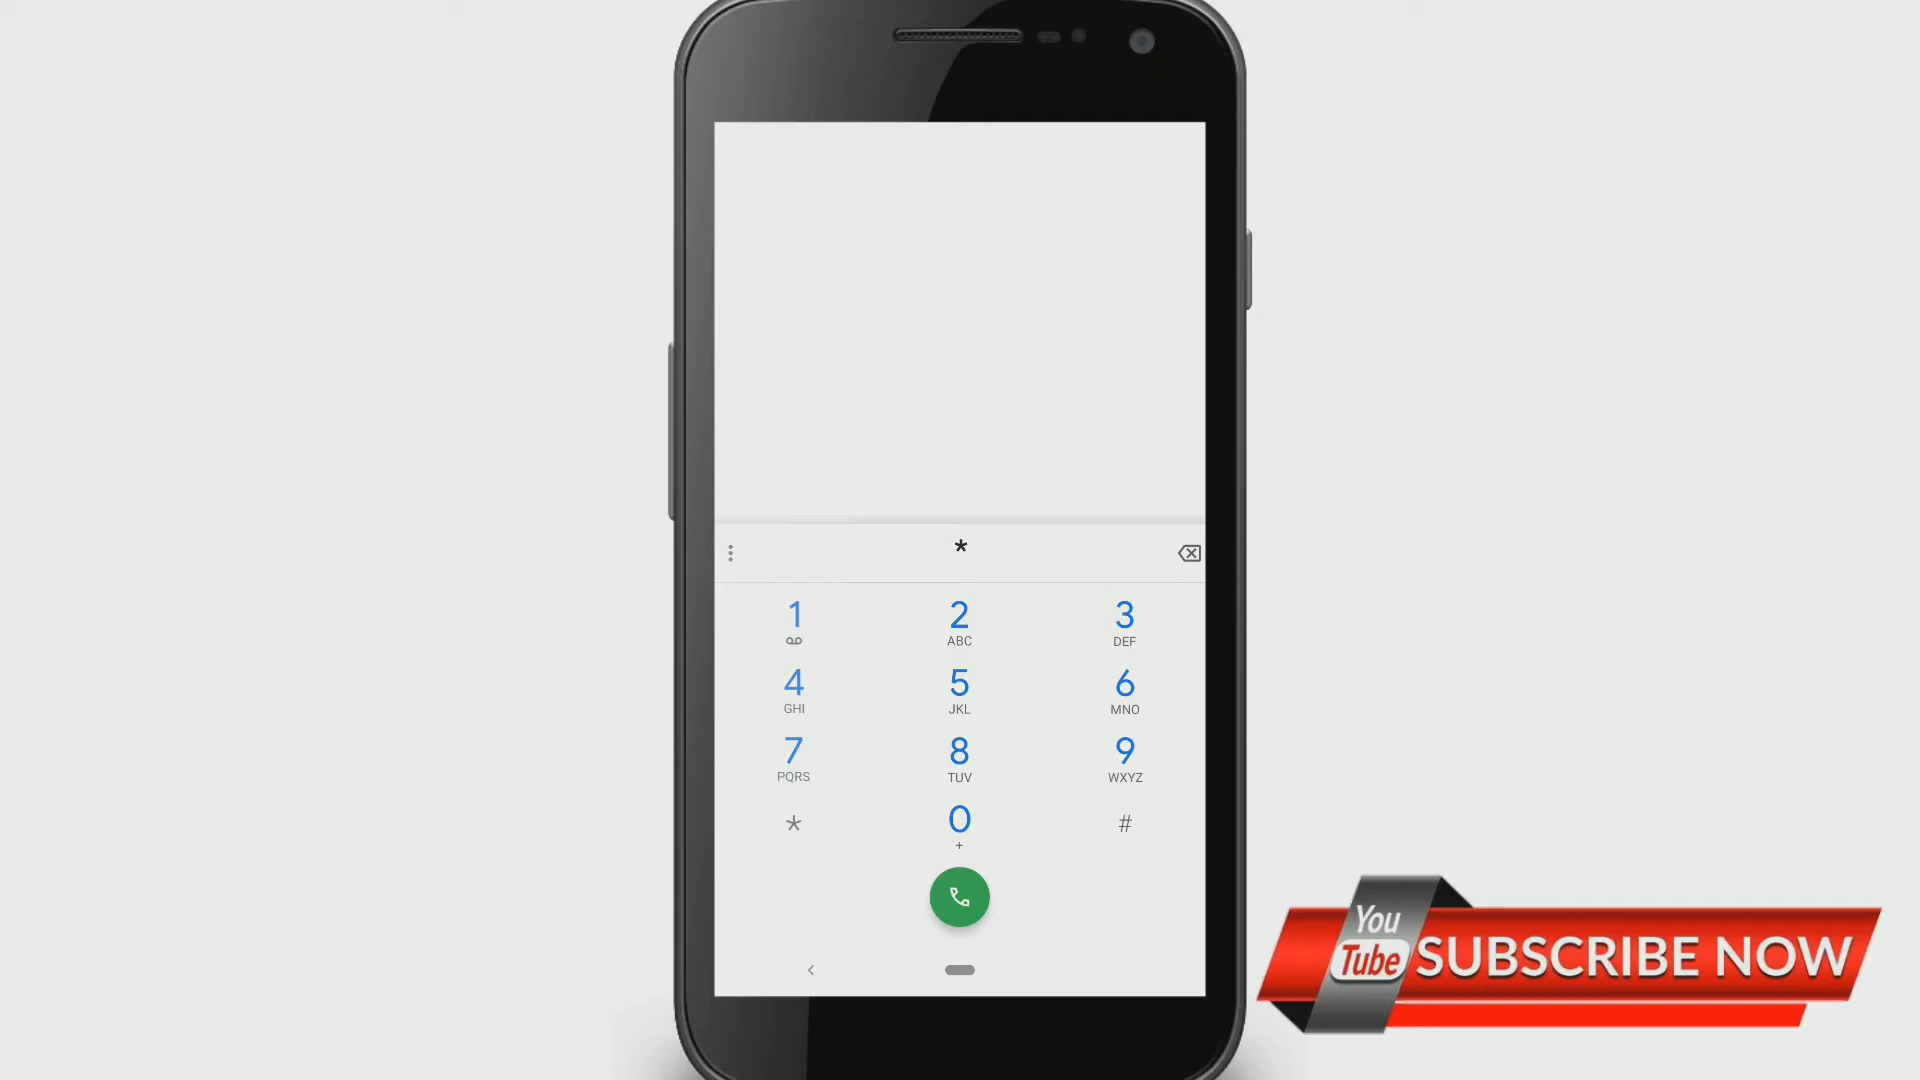 *
1 2 3
ABC DEF
4 5 6
GHI JKL MNO
7 8 9
PQRS TUV WXYZ
* 0 #
+
You
Tube SUBSCRIBE NOW